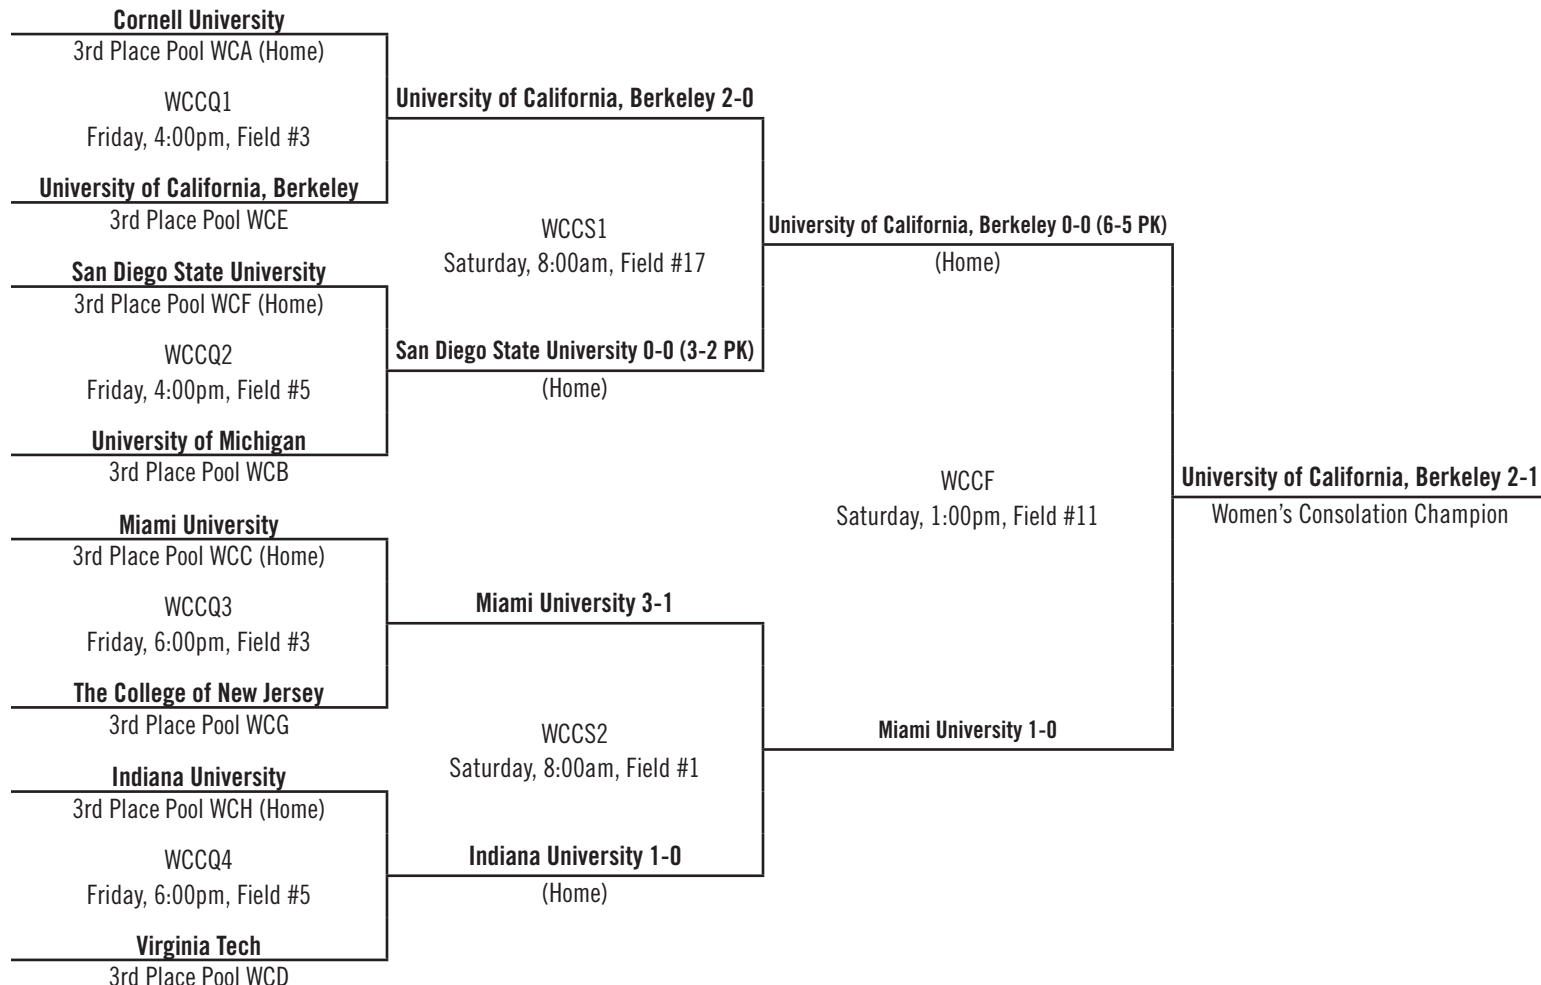 Cornell University
3rd Place Pool WCA (Home)
WCCQ1
Friday, 4:00pm, Field #3
University of California, Berkeley
3rd Place Pool WCE
San Diego State University
3rd Place Pool WCF (Home)
WCCQ2
Friday, 4:00pm, Field #5
University of Michigan
3rd Place Pool WCB
Miami University
3rd Place Pool WCC (Home)
WCCQ3
Friday, 6:00pm, Field #3
The College of New Jersey
3rd Place Pool WCG
Indiana University
3rd Place Pool WCH (Home)
WCCQ4
Friday, 6:00pm, Field #5
Virginia Tech
3rd Place Pool WCD
University of California, Berkeley 2-0
WCCS1
Saturday, 8:00am, Field #17
San Diego State University 0-0 (3-2 PK)
(Home)
Miami University 3-1
WCCS2
Saturday, 8:00am, Field #1
Indiana University 1-0
(Home)
University of California, Berkeley 0-0 (6-5 PK)
(Home)
WCCF
Saturday, 1:00pm, Field #11
Miami University 1-0
University of California, Berkeley 2-1
Women's Consolation Champion